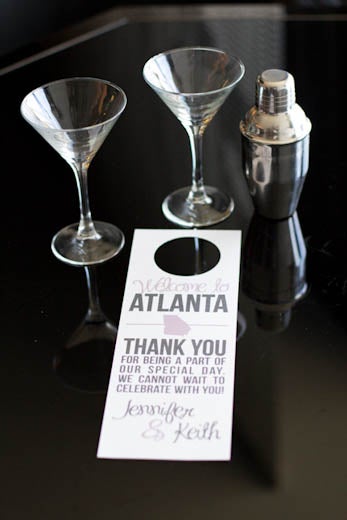 Welcome to
ATLANTA
THANK YOU
FOR BEING A PART OF
OUR SPECIAL DAY.
WE CANNOT WAIT TO
CELEBRATE WITH YOU!
Jennifer
& Keith